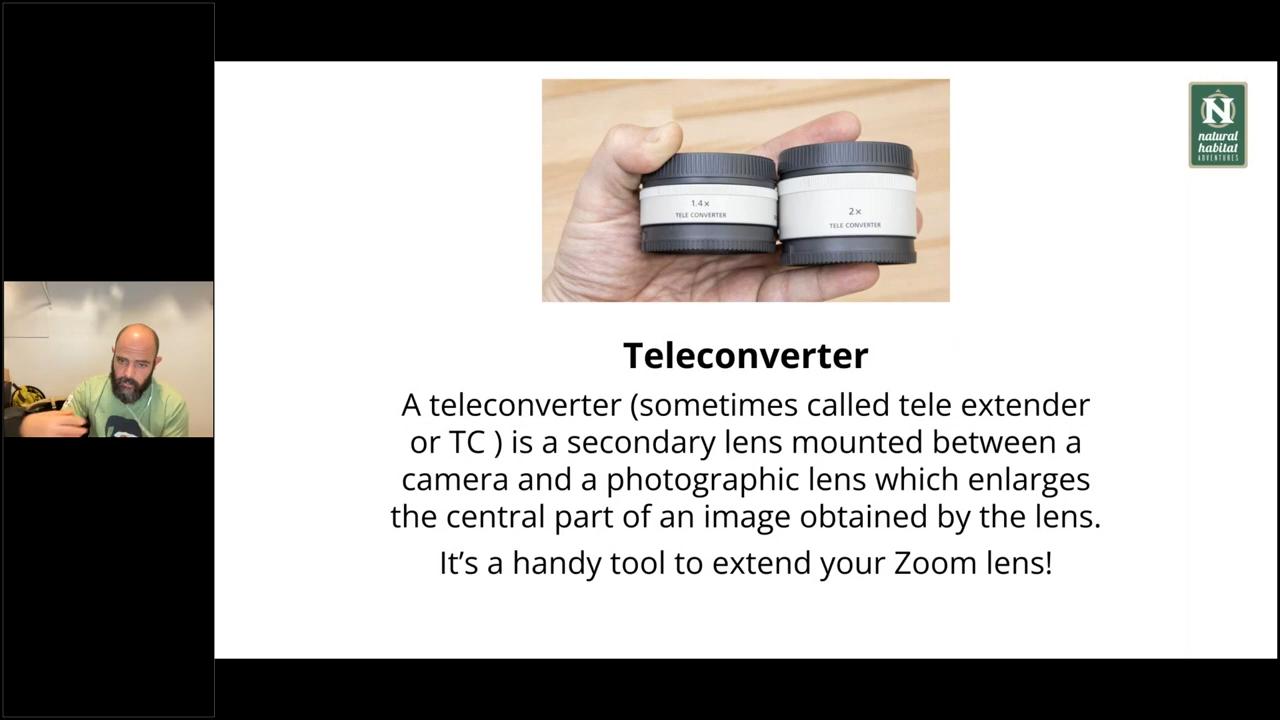 1.4x
TELE CONVERTER
2x
TELE CONVERTER
N
natural
habitat
ADVENTURES
Teleconverter
A teleconverter (sometimes called tele extender
or TC ) is a secondary lens mounted between a
camera and a photographic lens which enlarges
the central part of an image obtained by the lens.
It’s a handy tool to extend your Zoom lens!